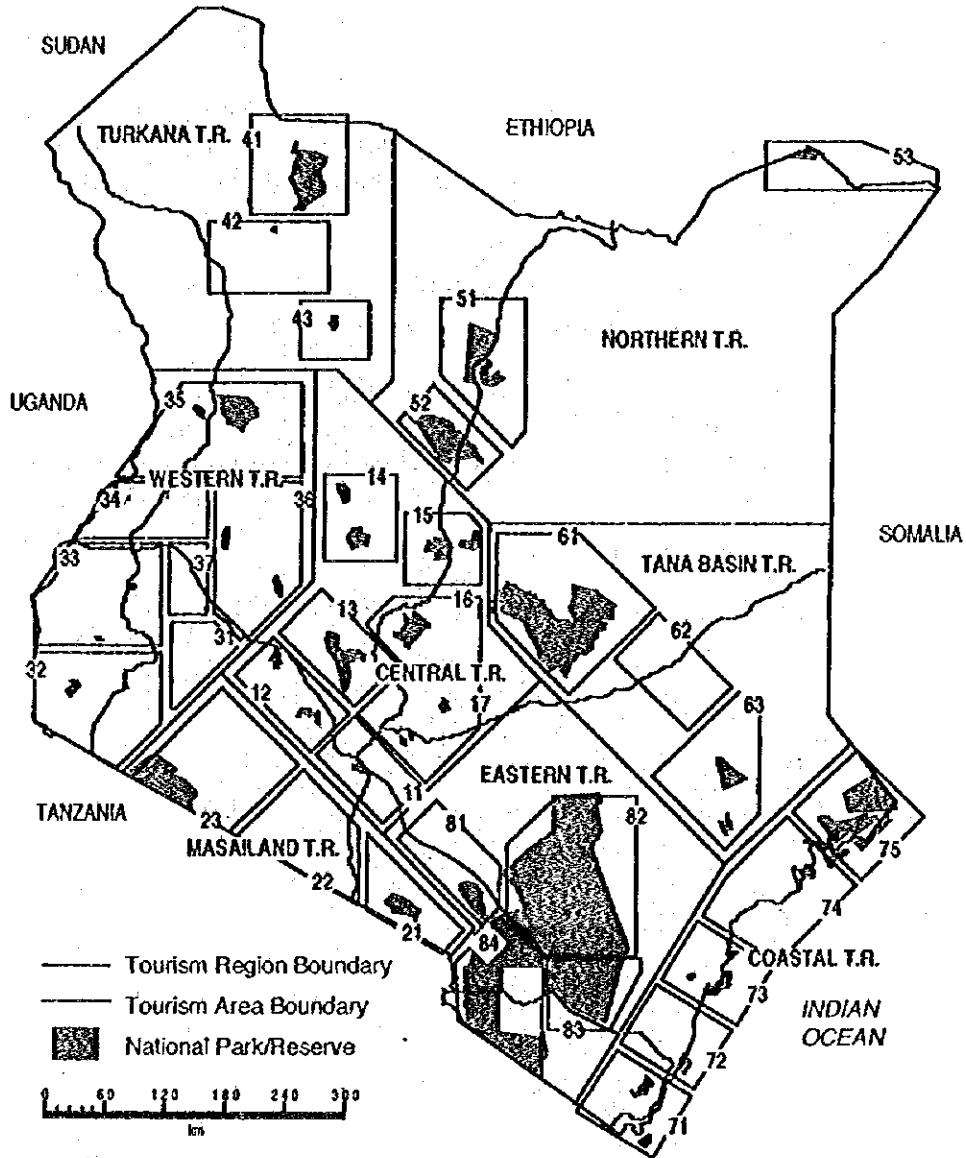 SUDAN
ETHIOPIA
TURKANA T.R.
41
53
42
43
51
NORTHERN T.R.
UGANDA
35
52
WESTERN T.R.
34
36
14
15
33
37
61
SOMALIA
TANA BASIN T.R.
16
13
62
31
32
CENTRAL T.R.
12
17
63
TANZANIA
11
EASTERN T.R.
23
81
82
MASAILAND T.R.
22
75
21
84
74
Tourism Region Boundary
COASTAL T.R.
Tourism Area Boundary
73
INDIAN
OCEAN
National Park/Reserve
83
72
0 60 120 180 240 300
km
71